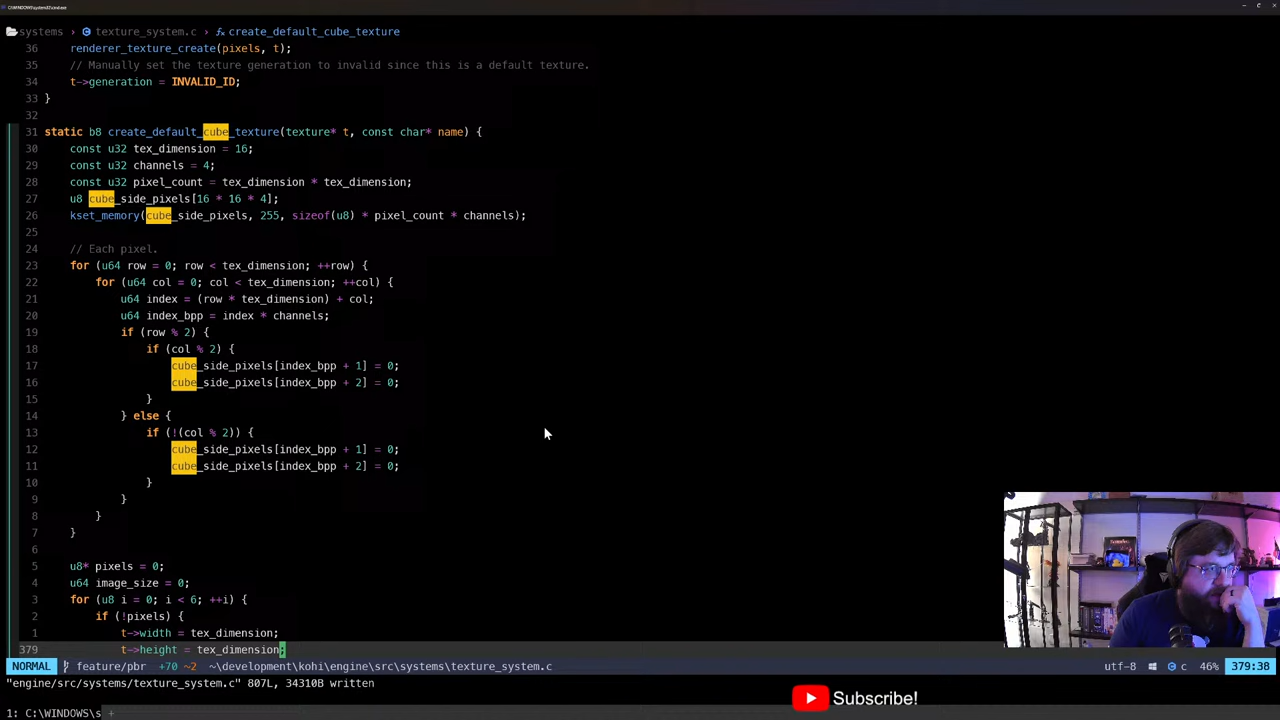 C:\WINDOWS\system32\cmd.exe
systems > texture_system.c > create_default_cube_texture
36 renderer_texture_create(pixels, t);
35 // Manually set the texture generation to invalid since this is a default texture.
34 t->generation = INVALID_ID;
33 }
32
31 static b8 create_default_cube_texture(texture* t, const char* name) {
30 const u32 tex_dimension = 16;
29 const u32 channels = 4;
28 const u32 pixel_count = tex_dimension * tex_dimension;
27 u8 cube_side_pixels[16 * 16 * 4];
26 kset_memory(cube_side_pixels, 255, sizeof(u8) * pixel_count * channels);
25
24 // Each pixel.
23 for (u64 row = 0; row < tex_dimension; ++row) {
22 for (u64 col = 0; col < tex_dimension; ++col) {
21 u64 index = (row * tex_dimension) + col;
20 u64 index_bpp = index * channels;
19 if (row % 2) {
18 if (col % 2) {
17 cube_side_pixels[index_bpp + 1] = 0;
16 cube_side_pixels[index_bpp + 2] = 0;
15 }
14 } else {
13 if (!(col % 2)) {
12 cube_side_pixels[index_bpp + 1] = 0;
11 cube_side_pixels[index_bpp + 2] = 0;
10 }
9 }
8 }
7 }
6
5 u8* pixels = 0;
4 u64 image_size = 0;
3 for (u8 i = 0; i < 6; ++i) {
2 if (!pixels) {
1 t->width = tex_dimension;
379 t->height = tex_dimension;
NORMAL feature/pbr +70 ~2 ~\development\kohi\engine\src\systems\texture_system.c utf-8 c 46% 379:38
"engine/src/systems/texture_system.c" 807L, 34310B written
Subscribe!
1: C:\WINDOWS\s +